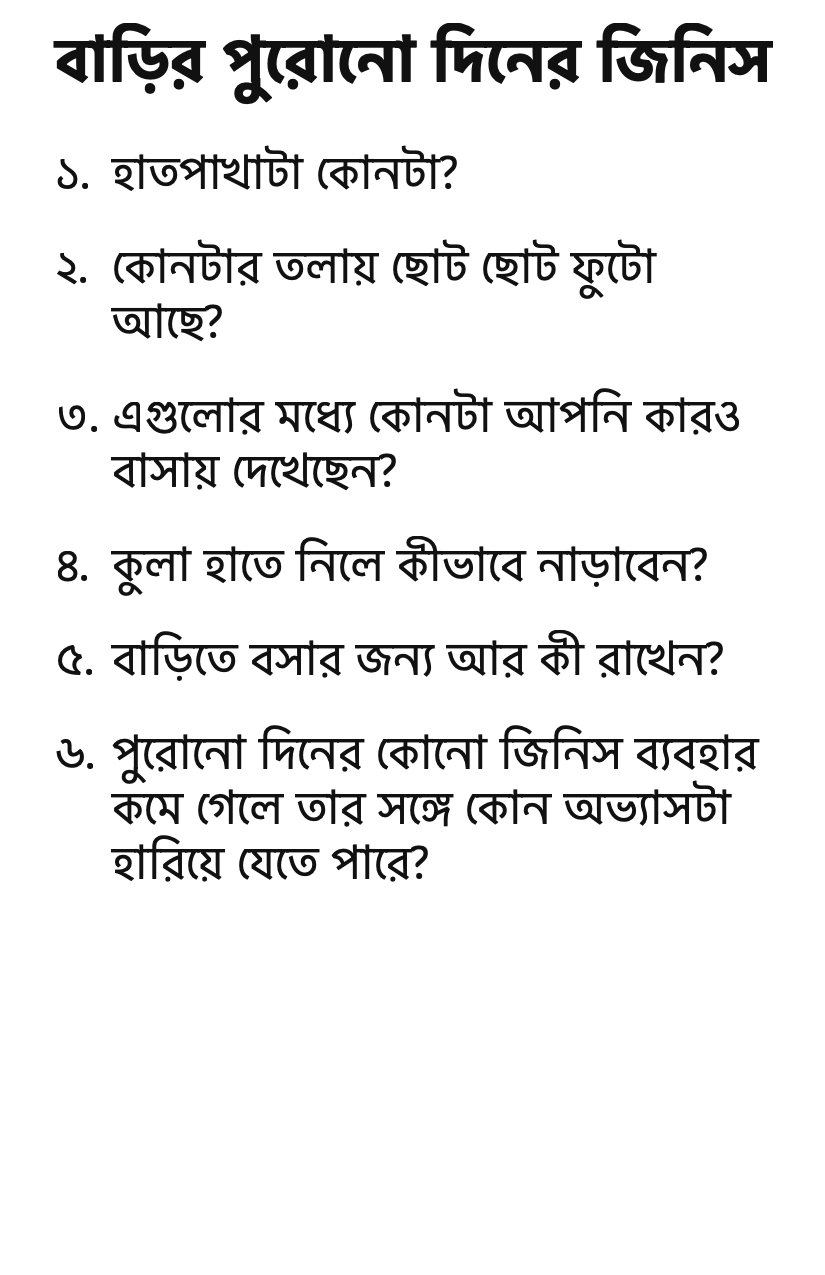 বাড়ির পুরোনো দিনের জিনিস
১. হাতপাখাটা কোনটা?
২. কোনটার তলায় ছোট ছোট ফুটো
আছে?
৩. এগুলোর মধ্যে কোনটা আপনি কারও
বাসায় দেখেছেন?
৪. কুলা হাতে নিলে কীভাবে নাড়াবেন?
৫. বাড়িতে বসার জন্য আর কী রাখেন?
৬. পুরোনো দিনের কোনো জিনিস ব্যবহার
কমে গেলে তার সঙ্গে কোন অভ্যাসটা
হারিয়ে যেতে পারে?